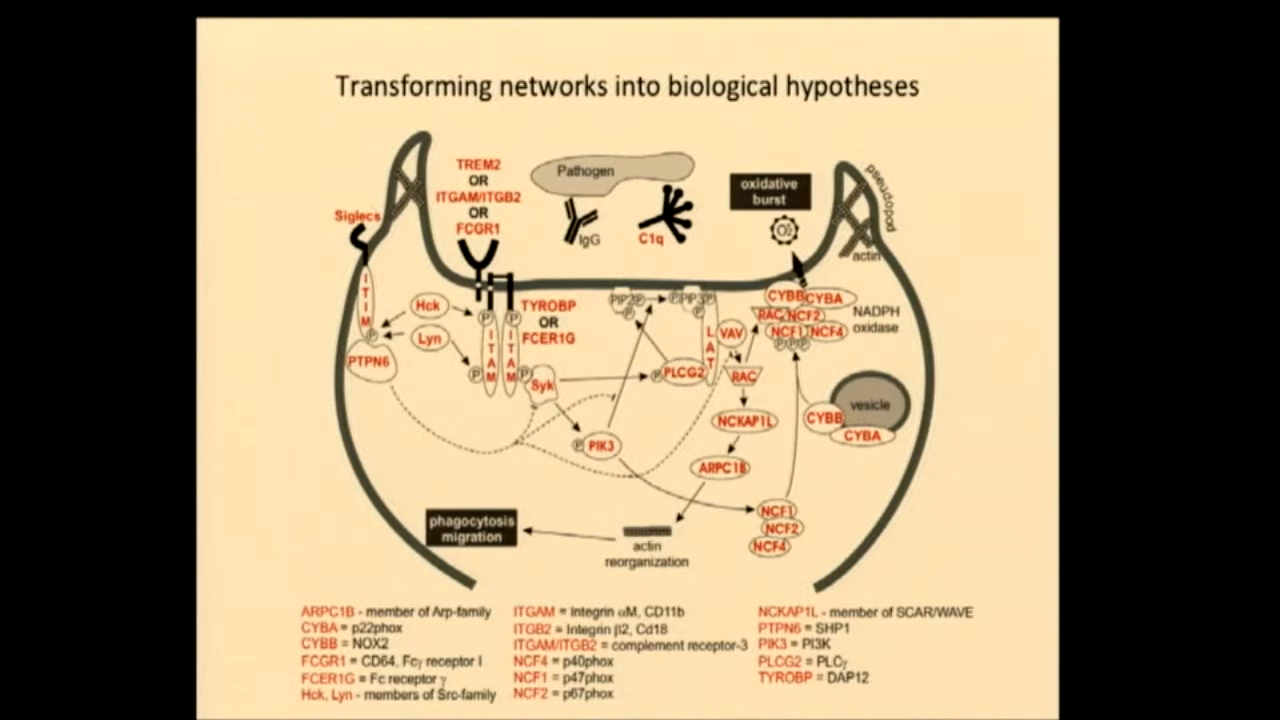 Transforming networks into biological hypotheses
TREM2
OR
ITGAM/ITGB2
OR
FCGR1
Siglecs
Pathogen
IgG
C1q
oxidative
burst
O₂
pseudopod
actin
ITIM
P
PTPN6
Hck
Lyn
P
P
ITAM
ITAM
P
P
TYROBP
OR
FCER1G
Syk
PIP2
P
P
P
PIP3
P
P
LAT
VAV
P
PLCG2
RAC
NCKAP1L
ARPC1B
P
PIK3
CYBB
CYBA
RAC
NCF2
NCF1
NCF4
P
P
P
NADPH
oxidase
vesicle
CYBB
CYBA
NCF1
NCF2
NCF4
phagocytosis
migration
actin
reorganization
ARPC1B - member of Arp-family
CYBA = p22phox
CYBB = NOX2
FCGR1 = CD64, Fcγ receptor I
FCER1G = Fc receptor γ
Hck, Lyn - members of Src-family
ITGAM = Integrin αM, CD11b
ITGB2 = Integrin β2, Cd18
ITGAM/ITGB2 = complement receptor-3
NCF4 = p40phox
NCF1 = p47phox
NCF2 = p67phox
NCKAP1L - member of SCAR/WAVE
PTPN6 = SHP1
PIK3 = PI3K
PLCG2 = PLCγ
TYROBP = DAP12